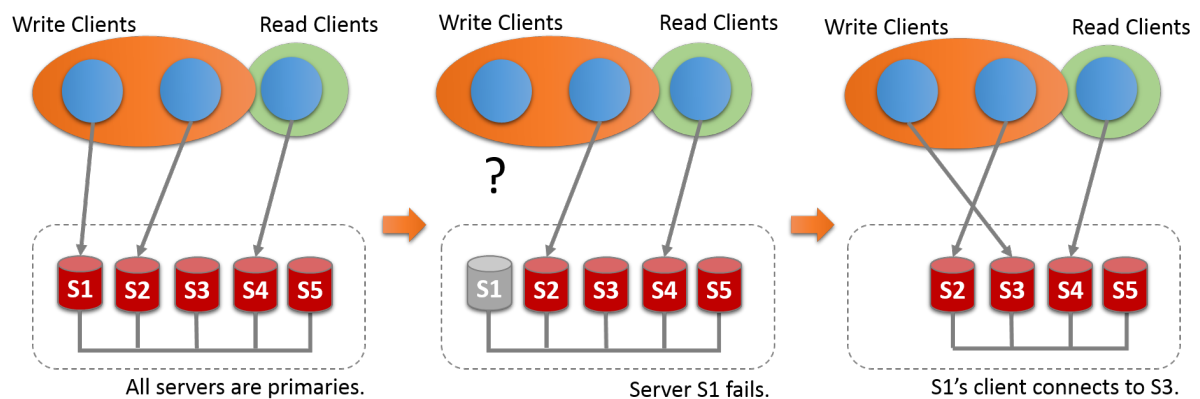 Write Clients
Read Clients
S1 S2 S3 S4 S5
All servers are primaries.
Write Clients
Read Clients
?
S1 S2 S3 S4 S5
Server S1 fails.
Write Clients
Read Clients
S2 S3 S4 S5
S1's client connects to S3.